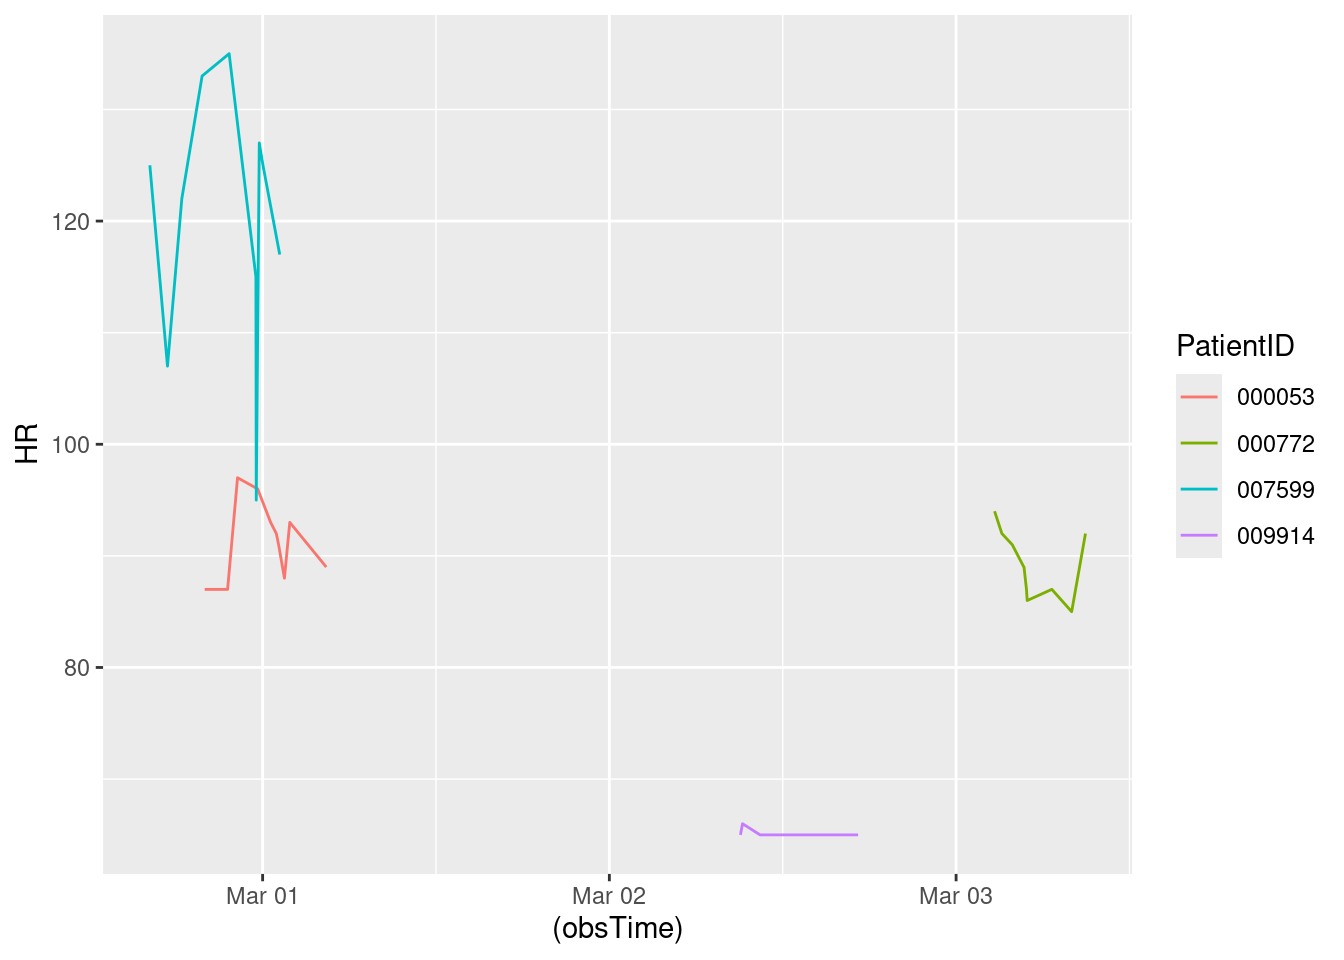 120
100
80
HR
Mar 01
Mar 02
Mar 03
(obsTime)
PatientID
000053
000772
007599
009914